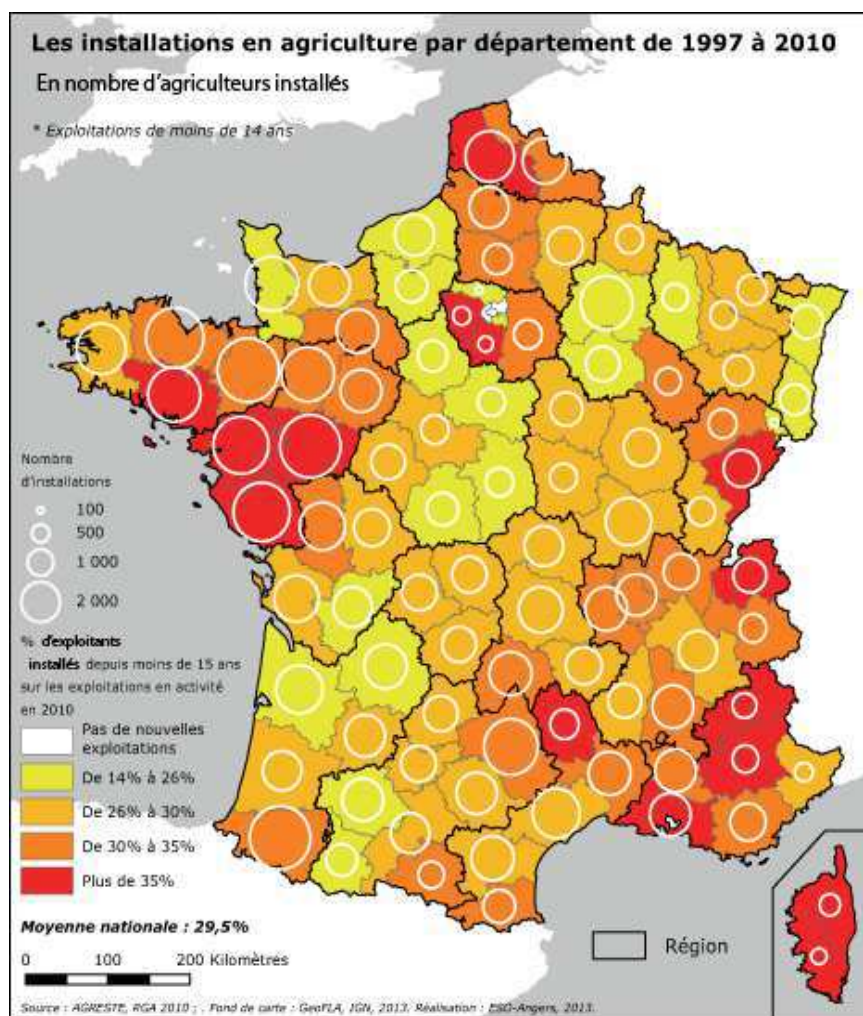 Les installations en agriculture par département de 1997 à 2010
En nombre d'agriculteurs installés
* Exploitations de moins de 14 ans
Nombre
d'installations
100
500
1 000
2 000
% d'exploitants
installés depuis moins de 15 ans
sur les exploitations en activité
en 2010
Pas de nouvelles
exploitations
De 14% à 26%
De 26% à 30%
De 30% à 35%
Plus de 35%
Moyenne nationale : 29,5%
0 100 200 Kilomètres
Région
Source : AGRESTE, RGA 2010 ; . Fond de carte : GeoFLA, IGN, 2013. Réalisation : ESO-Angers, 2013.